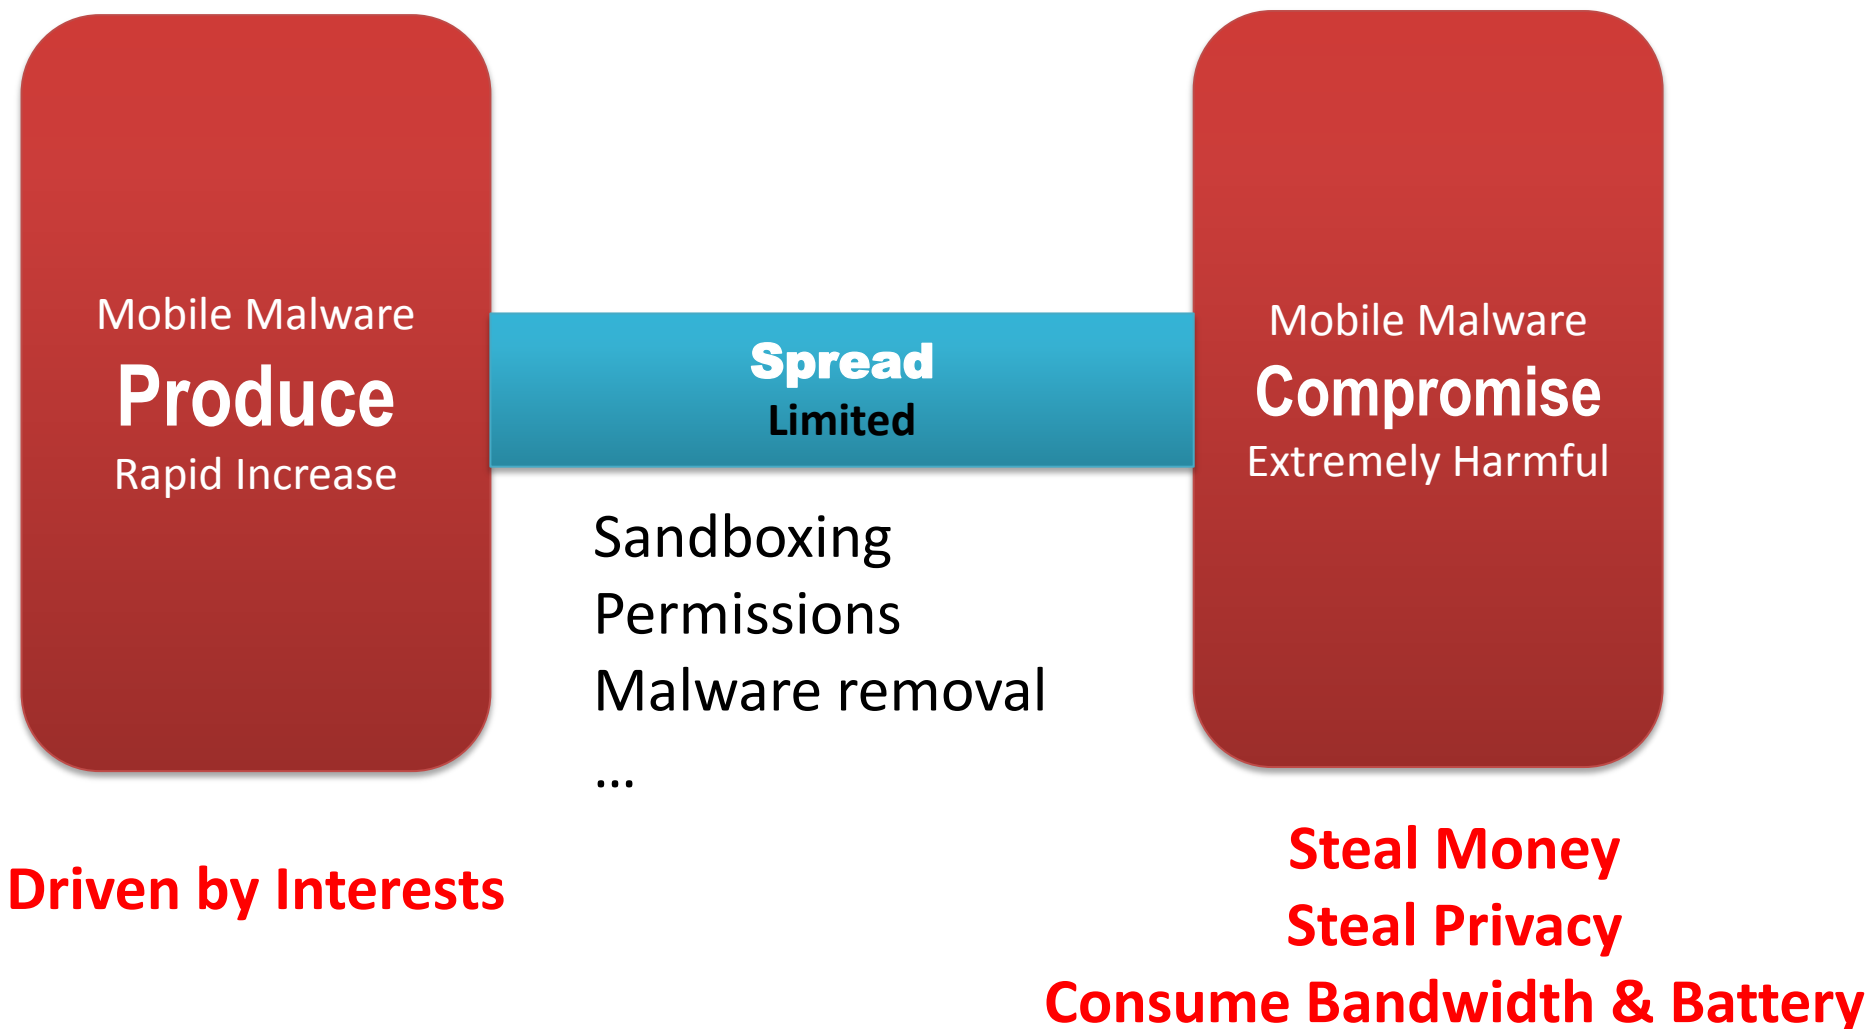 Mobile Malware
Produce
Rapid Increase
Spread
Limited
Mobile Malware
Compromise
Extremely Harmful
Sandboxing
Permissions
Malware removal
...
Driven by Interests
Steal Money
Steal Privacy
Consume Bandwidth & Battery